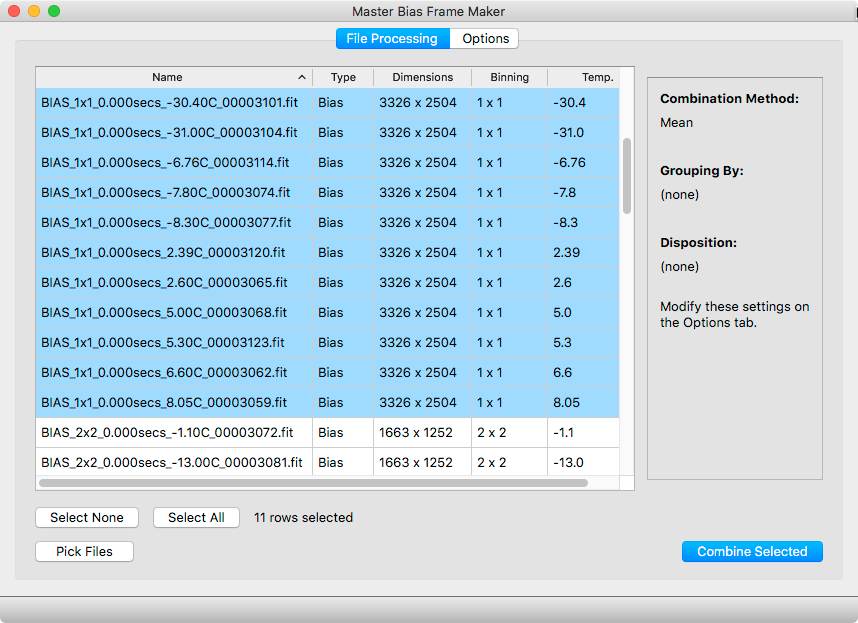 Master Bias Frame Maker
File Processing Options
Name Type Dimensions Binning Temp.
BIAS_1x1_0.000secs_-30.40C_00003101.fit Bias 3326 x 2504 1 x 1 -30.4
BIAS_1x1_0.000secs_-31.00C_00003104.fit Bias 3326 x 2504 1 x 1 -31.0
BIAS_1x1_0.000secs_-6.76C_00003114.fit Bias 3326 x 2504 1 x 1 -6.76
BIAS_1x1_0.000secs_-7.80C_00003074.fit Bias 3326 x 2504 1 x 1 -7.8
BIAS_1x1_0.000secs_-8.30C_00003077.fit Bias 3326 x 2504 1 x 1 -8.3
BIAS_1x1_0.000secs_2.39C_00003120.fit Bias 3326 x 2504 1 x 1 2.39
BIAS_1x1_0.000secs_2.60C_00003065.fit Bias 3326 x 2504 1 x 1 2.6
BIAS_1x1_0.000secs_5.00C_00003068.fit Bias 3326 x 2504 1 x 1 5.0
BIAS_1x1_0.000secs_5.30C_00003123.fit Bias 3326 x 2504 1 x 1 5.3
BIAS_1x1_0.000secs_6.60C_00003062.fit Bias 3326 x 2504 1 x 1 6.6
BIAS_1x1_0.000secs_8.05C_00003059.fit Bias 3326 x 2504 1 x 1 8.05
BIAS_2x2_0.000secs_-1.10C_00003072.fit Bias 1663 x 1252 2 x 2 -1.1
BIAS_2x2_0.000secs_-13.00C_00003081.fit Bias 1663 x 1252 2 x 2 -13.0
Combination Method:
Mean
Grouping By:
(none)
Disposition:
(none)
Modify these settings on
the Options tab.
Select None Select All 11 rows selected
Pick Files Combine Selected